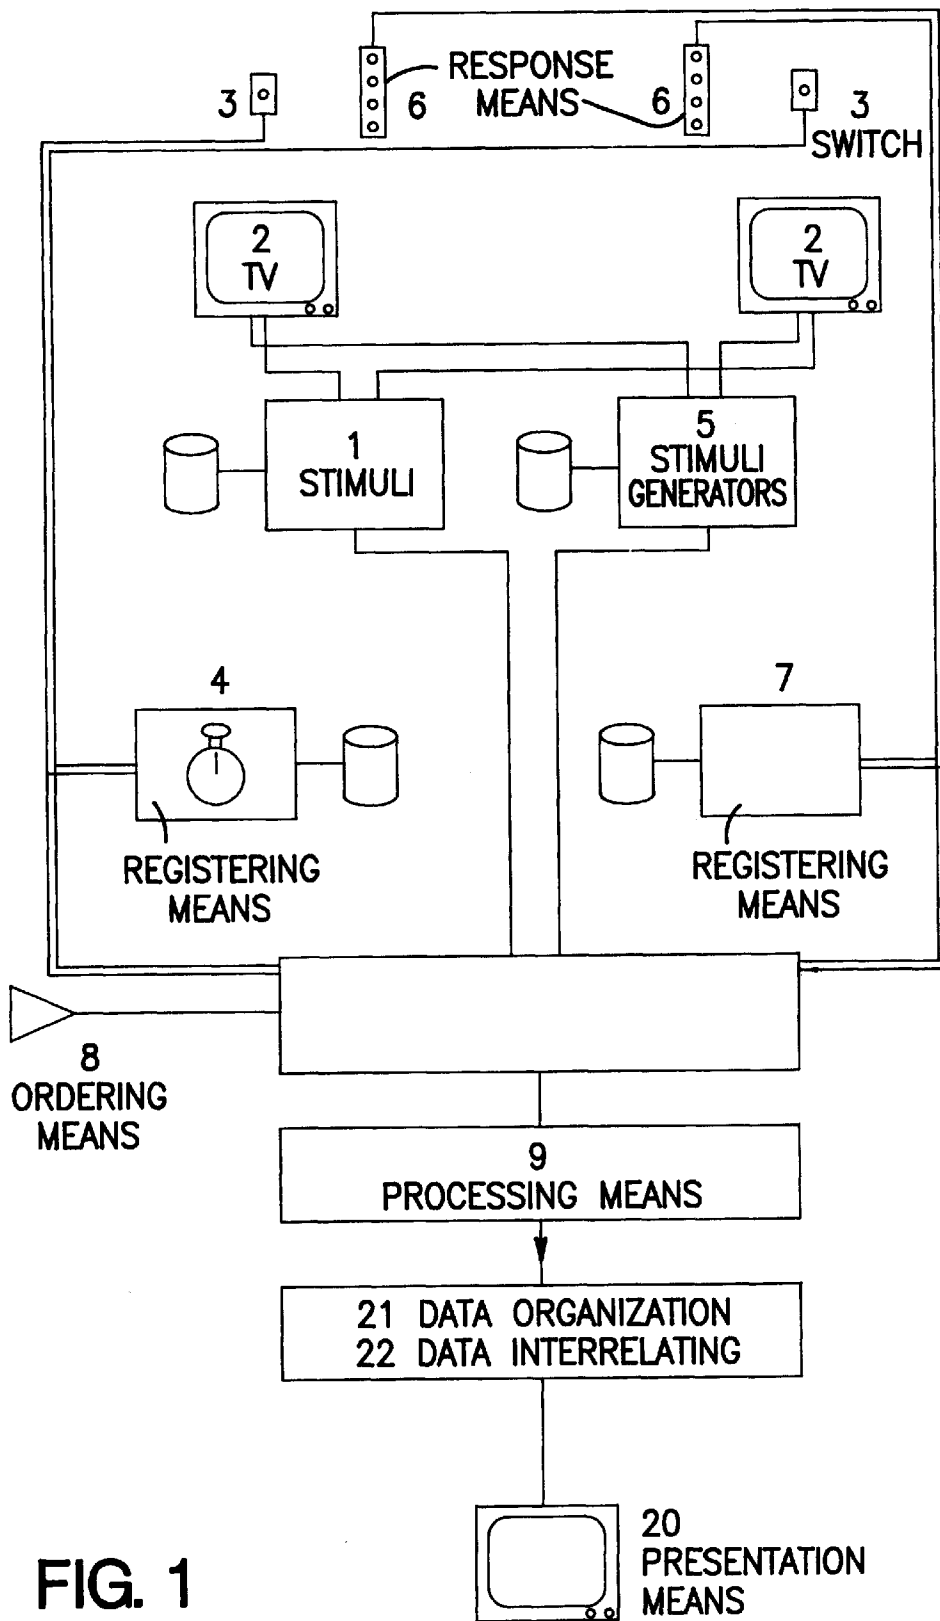 RESPONSE
MEANS
3
6
6
3
SWITCH
2
TV
2
TV
1
STIMULI
5
STIMULI
GENERATORS
4
7
REGISTERING
MEANS
REGISTERING
MEANS
8
ORDERING
MEANS
9
PROCESSING MEANS
21 DATA ORGANIZATION
22 DATA INTERRELATING
20
PRESENTATION
MEANS
FIG. 1